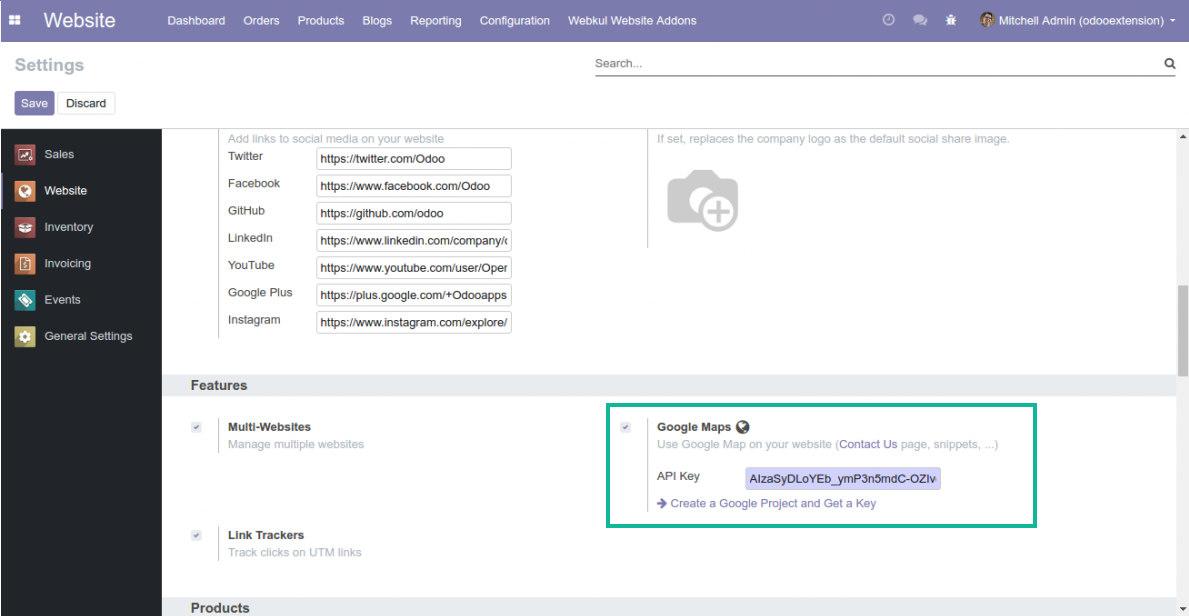 Website Dashboard Orders Products Blogs Reporting Configuration Webkul Website Addons Mitchell Admin (odooextension)
Settings Search...
Save Discard
Add links to social media on your website
If set, replaces the company logo as the default social share image.
Sales
Website
Inventory
Invoicing
Events
General Settings
Twitter https://twitter.com/Odoo
Facebook https://www.facebook.com/Odoo
GitHub https://github.com/odoo
LinkedIn https://www.linkedin.com/company/
YouTube https://www.youtube.com/user/Oper
Google Plus https://plus.google.com/+Odooapps
Instagram https://www.instagram.com/explore/
Features
Multi-Websites
Manage multiple websites
Google Maps
Use Google Map on your website (Contact Us page, snippets, ...)
API Key AIzaSyDLoYEb_ymP3n5mdC-OZIv
Create a Google Project and Get a Key
Link Trackers
Track clicks on UTM links
Products